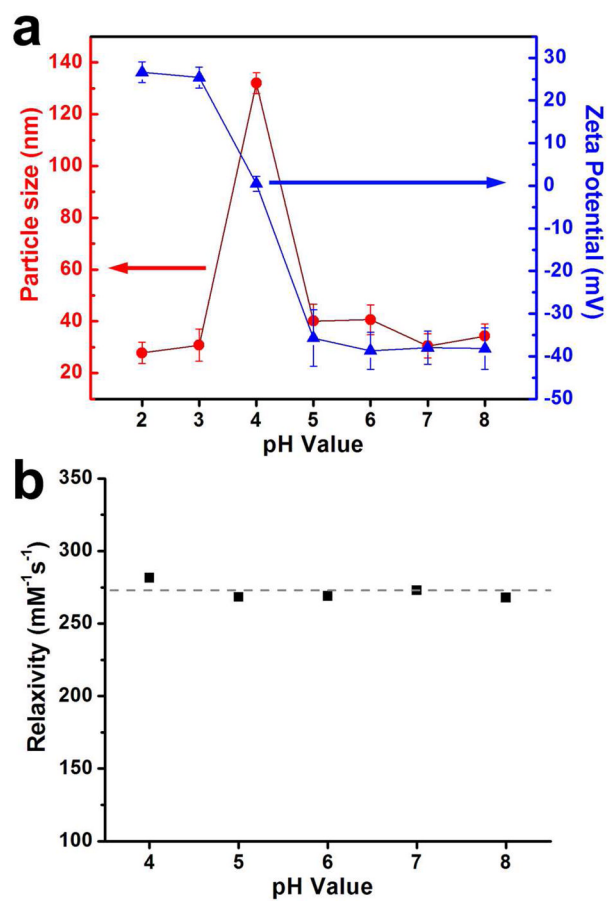 a
140
120
100
80
60
40
20
Particle size (nm)
30
20
10
0
-10
-20
-30
-40
-50
Zeta Potential (mV)
2 3 4 5 6 7 8
pH Value
b
350
300
250
200
150
100
Relaxivity (mM⁻¹s⁻¹)
4 5 6 7 8
pH Value